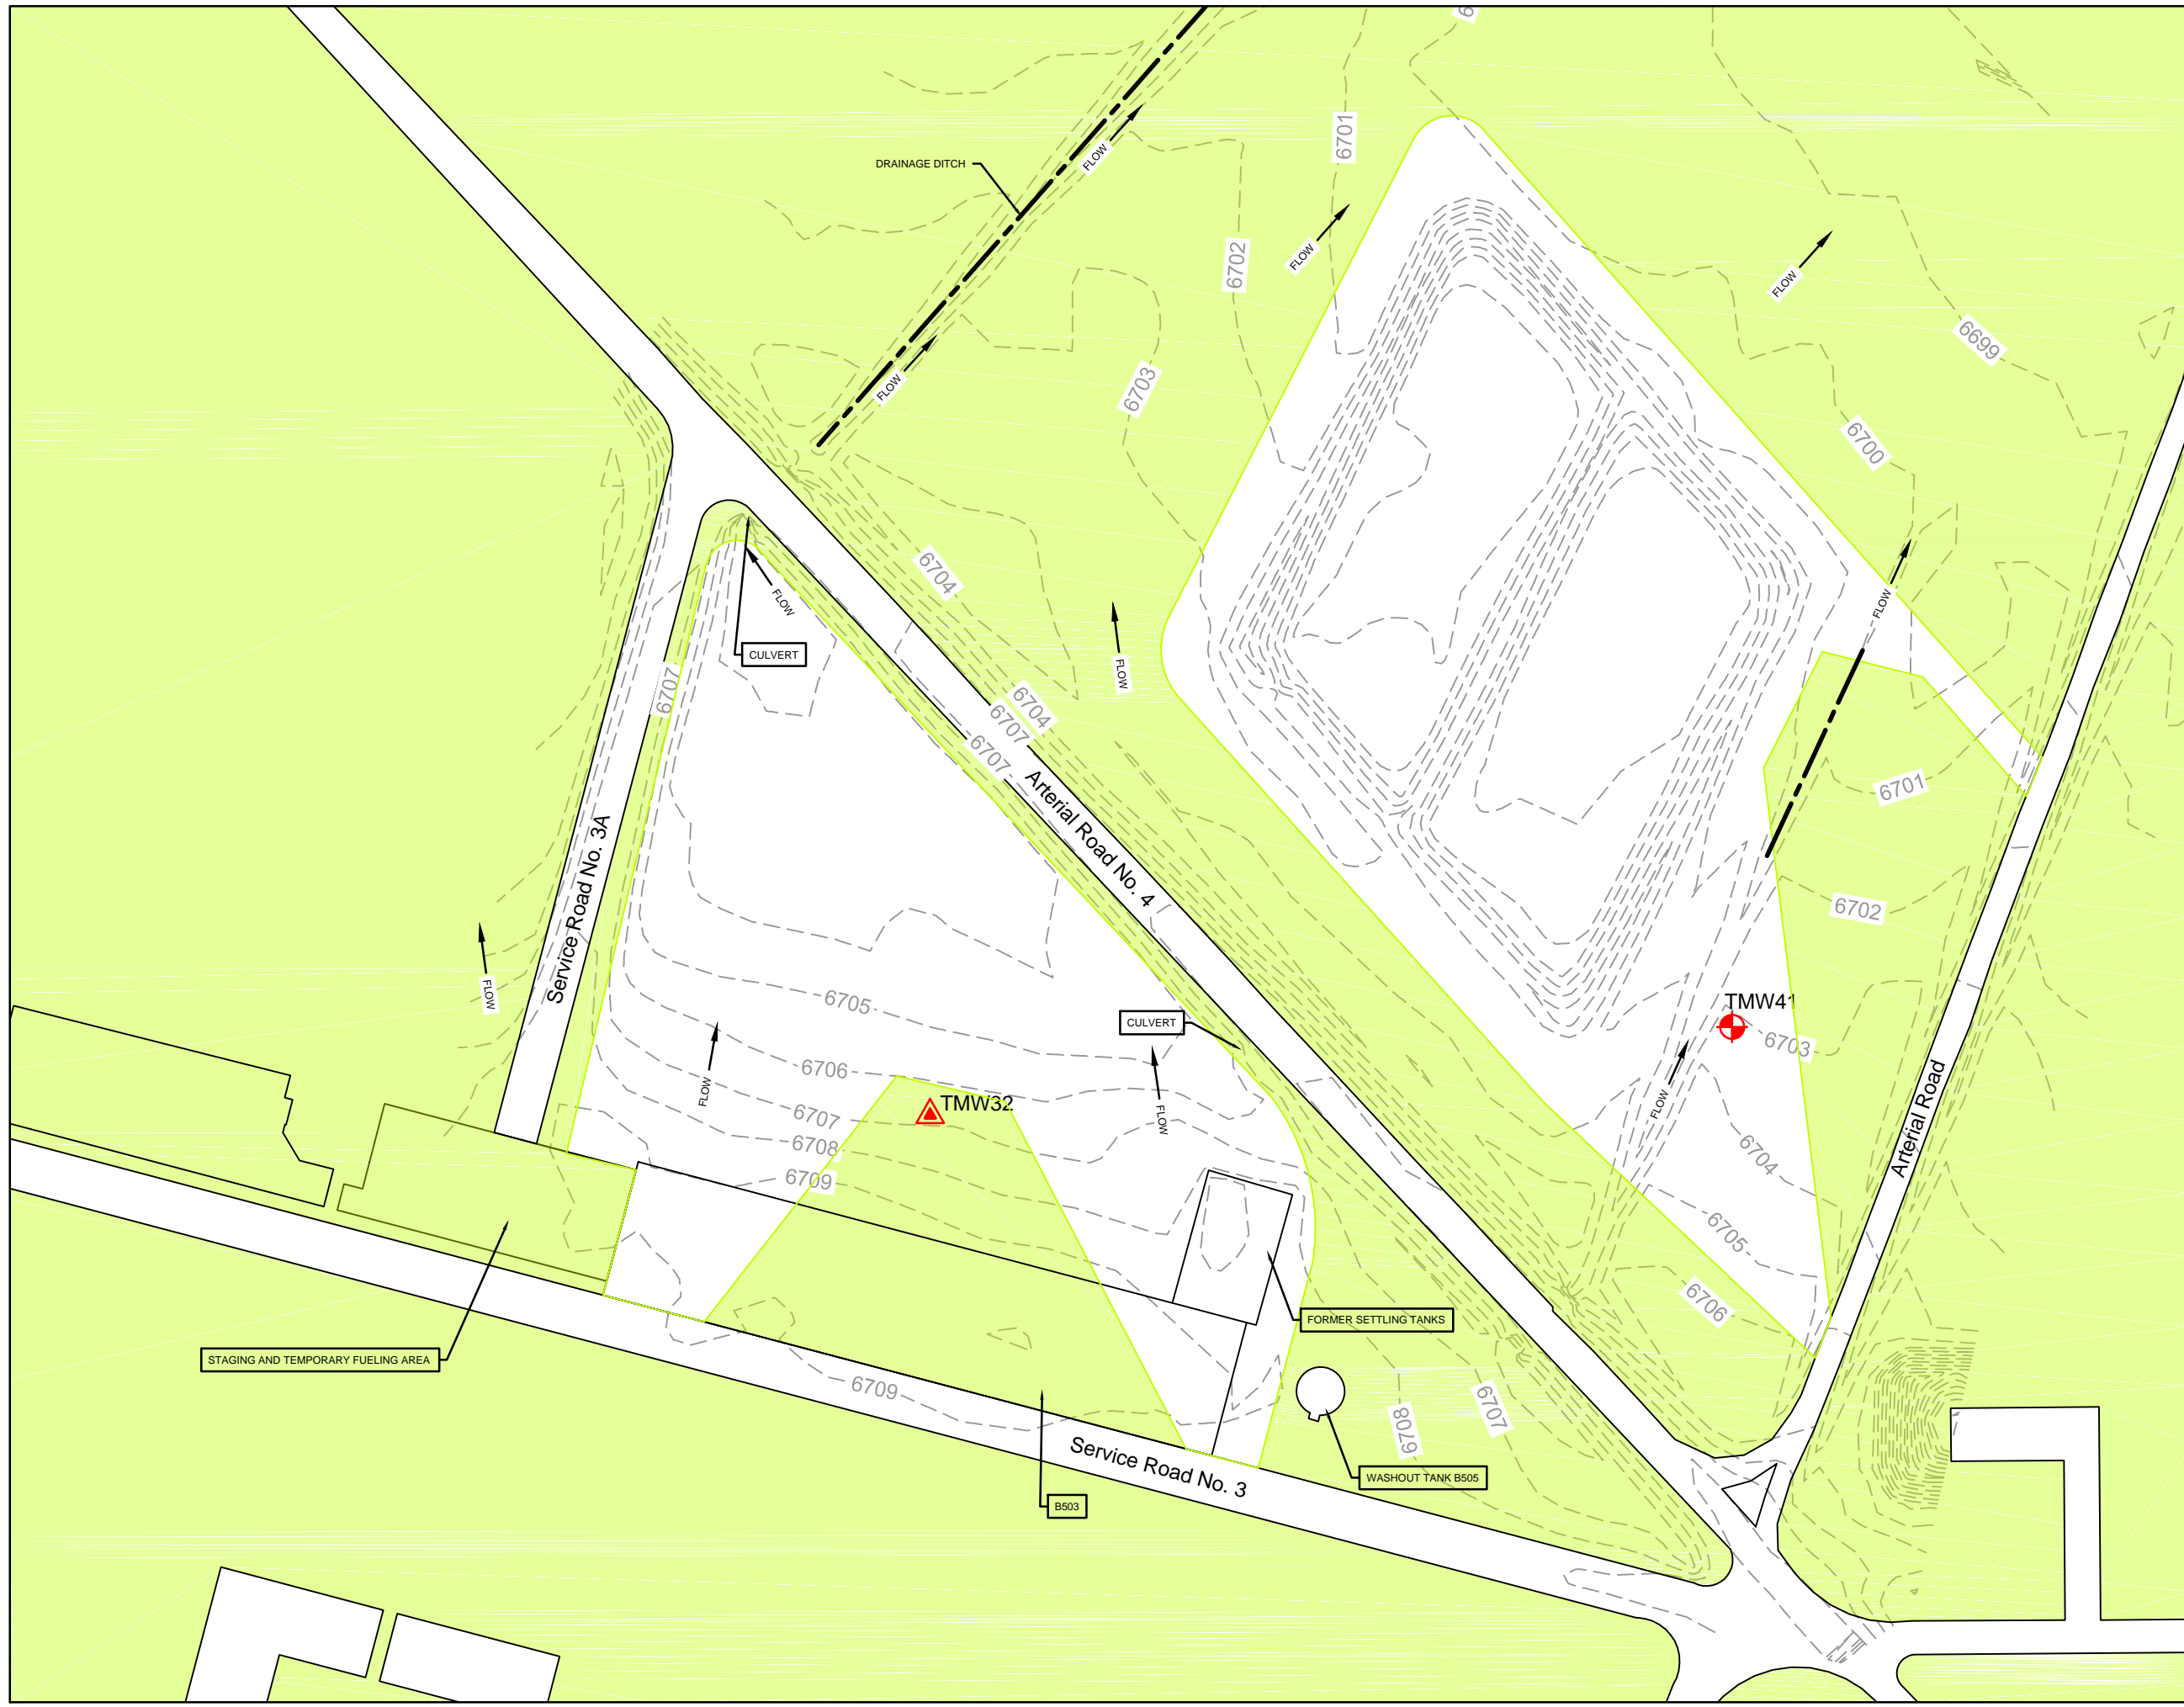 6701
DRAINAGE DITCH
FLOW
6702
FLOW
FLOW
6699
FLOW
6703
6700
6704
FLOW
FLOW
CULVERT
FLOW
6707
6704
6707
6707
6701
Arterial Road No. 4
Service Road No. 3A
6702
FLOW
6705
CULVERT
TMW41
6703
6706
FLOW
TMW32
6707
FLOW
FLOW
Arterial Road
6708
6704
6709
6705
6706
FORMER SETTLING TANKS
STAGING AND TEMPORARY FUELING AREA
6709
6708
6707
Service Road No. 3
WASHOUT TANK B505
B503